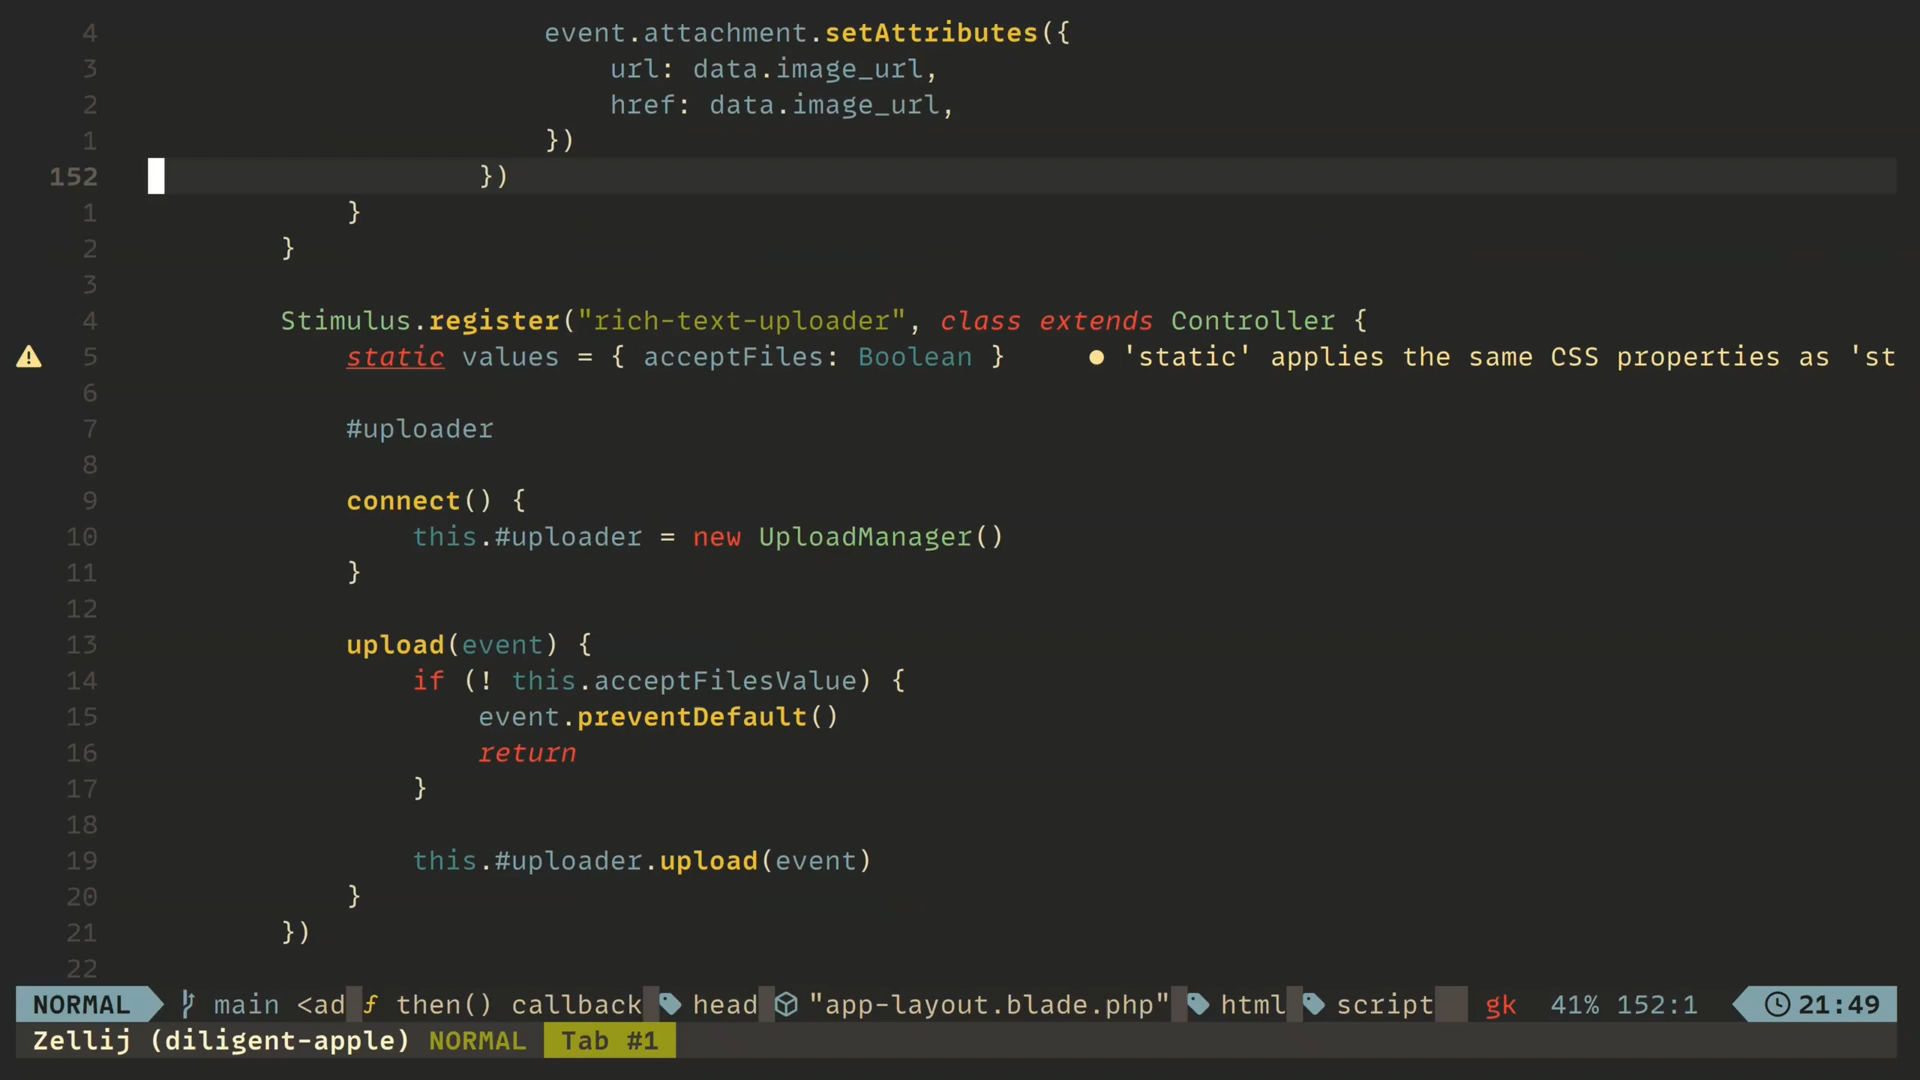 4 event.attachment.setAttributes({
3 url: data.image_url,
2 href: data.image_url,
1 })
152 })
1 }
2 }
3
4 Stimulus.register("rich-text-uploader", class extends Controller {
5 static values = { acceptFiles: Boolean } ● 'static' applies the same CSS properties as 'st
6
7 #uploader
8
9 connect() {
10 this.#uploader = new UploadManager()
11 }
12
13 upload(event) {
14 if (! this.acceptFilesValue) {
15 event.preventDefault()
16 return
17 }
18
19 this.#uploader.upload(event)
20 }
21 })
22
NORMAL main <ad f then() callback head "app-layout.blade.php" html script gk 41% 152:1 21:49
Zellij (diligent-apple) NORMAL Tab #1